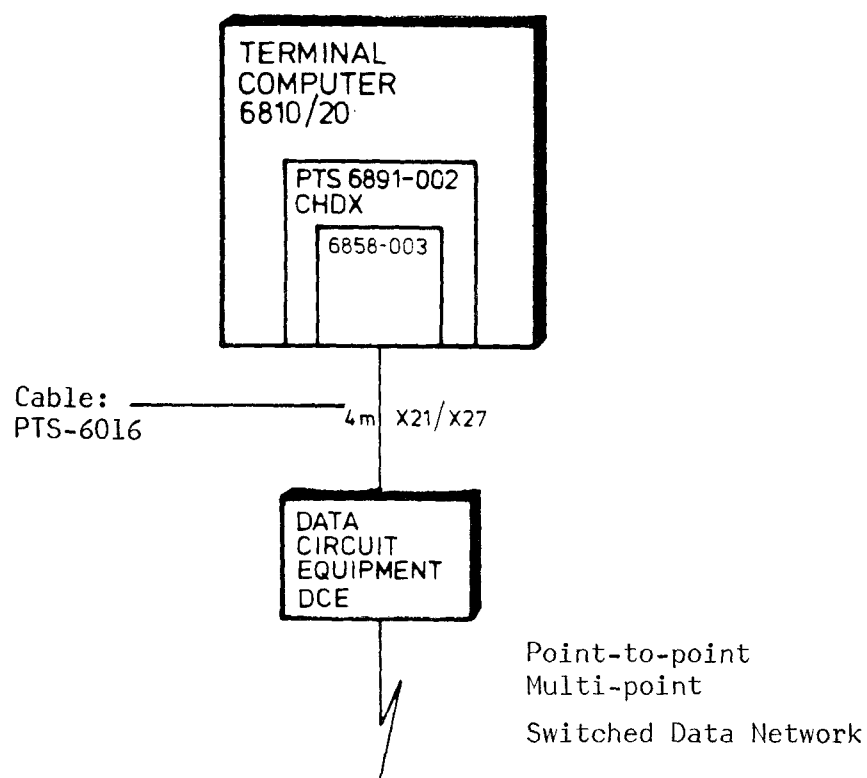 TERMINAL
COMPUTER
6810/20
PTS 6891-002
CHDX
6858-003
Cable:
PTS-6016
4m X21/X27
DATA
CIRCUIT
EQUIPMENT
DCE
Point-to-point
Multi-point
Switched Data Network